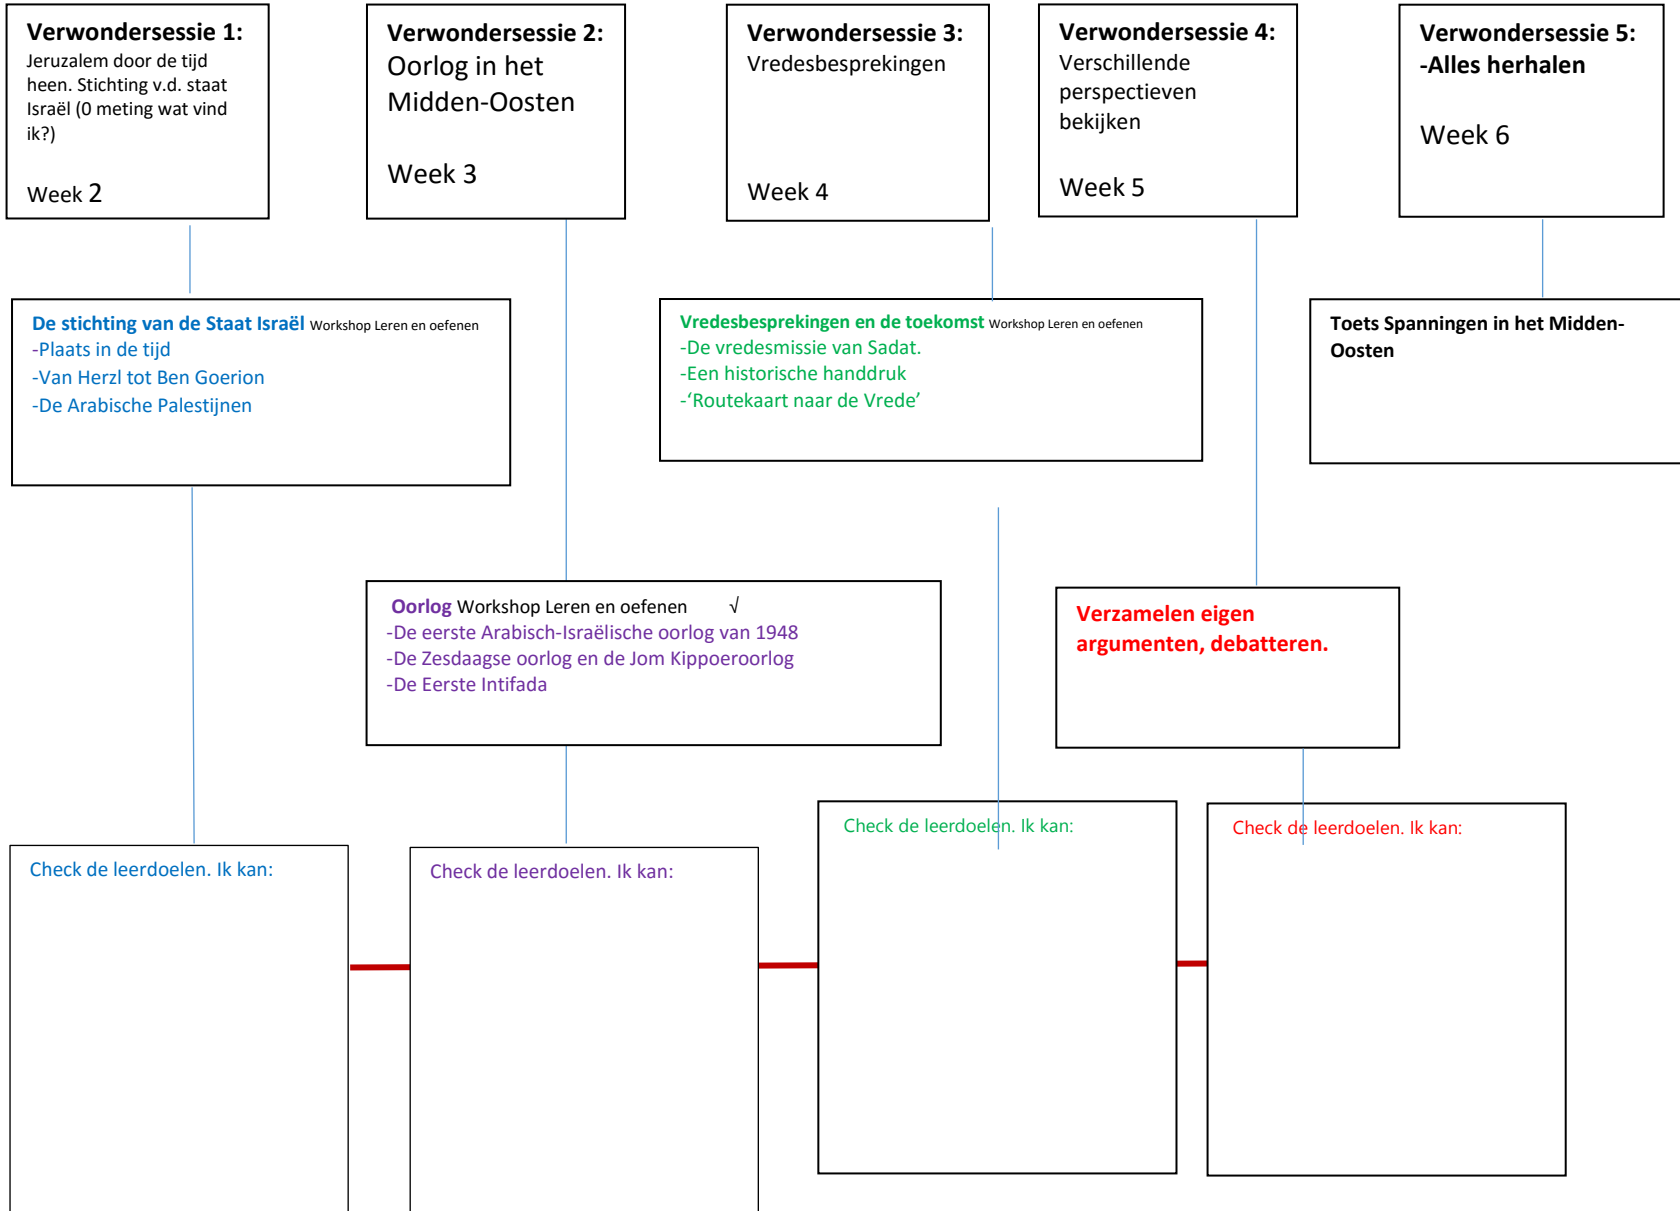 Verwondersessie 1:
Jeruzalem door de tijd
heen. Stichting v.d. staat
Israël (0 meting wat vind
ik?)
Week 2
Verwondersessie 2:
Oorlog in het
Midden-Oosten
Week 3
Verwondersessie 3:
Vredesbesprekingen
Week 4
Verwondersessie 4:
Verschillende
perspectieven
bekijken
Week 5
Verwondersessie 5:
-Alles herhalen
Week 6
De stichting van de Staat Israël Workshop Leren en oefenen
-Plaats in de tijd
-Van Herzl tot Ben Goerion
-De Arabische Palestijnen
Vredesbesprekingen en de toekomst Workshop Leren en oefenen
-De vredesmissie van Sadat.
-Een historische handdruk
-‘Routekaart naar de Vrede’
Toets Spanningen in het Midden-
Oosten
Oorlog Workshop Leren en oefenen √
-De eerste Arabisch-Israëlische oorlog van 1948
-De Zesdaagse oorlog en de Jom Kippoeroorlog
-De Eerste Intifada
Verzamelen eigen
argumenten, debatteren.
Check de leerdoelen. Ik kan:
Check de leerdoelen. Ik kan:
Check de leerdoelen. Ik kan:
Check de leerdoelen. Ik kan: